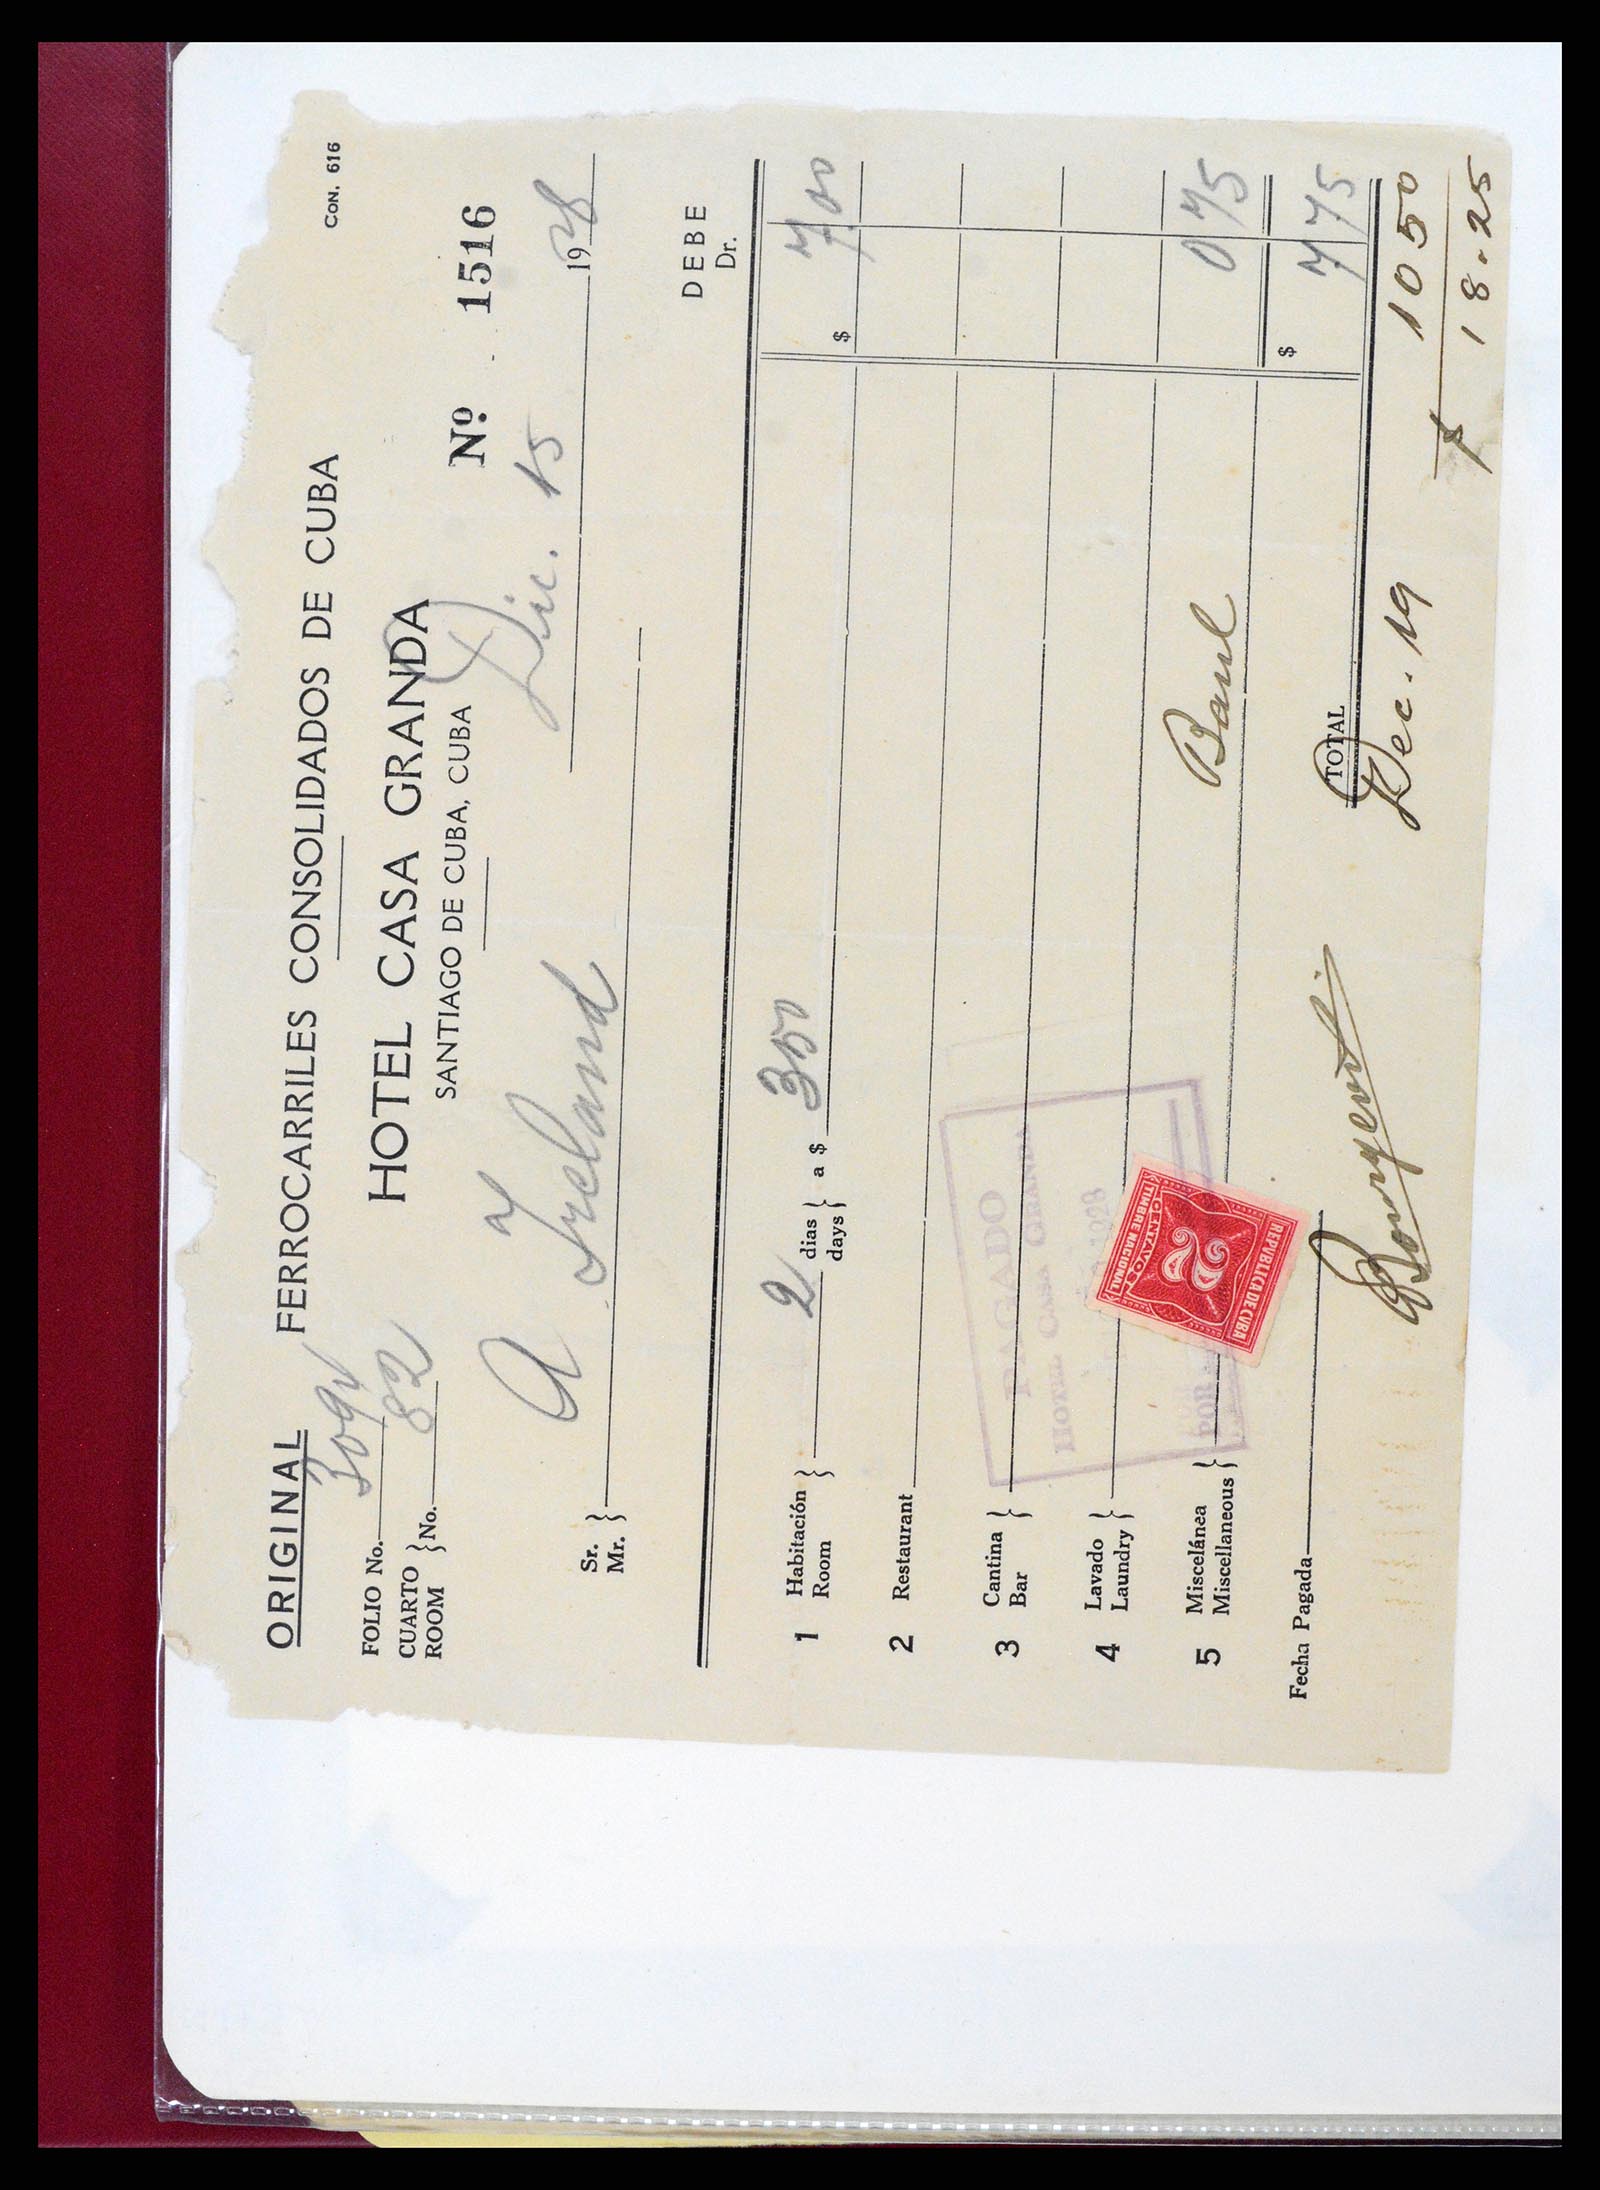 ORIGINAL
FERROCARRILES CONSOLIDADOS DE CUBA
CON. 616
FOLIO No. 3094
HOTEL CASA GRANDA
CUARTO
ROOM } No. 82
SANTIAGO DE CUBA, CUBA
Nº 1516
Dic. 15 1928
Sr.
Mr. } A Ireland
DEBE
Dr.
1 Habitación
Room } 2 dias
days } a $ 3 50 $ 7 00
2 Restaurant
3 Cantina
Bar }
4 Lavado
Laundry }
5 Miscelánea
Miscellaneous } Baul 0 75
PAGADO
HOTEL CASA GRANDA
1928
POR
REPUBLICA DE CUBA
2
CENTAVOS
TIMBRE NACIONAL
Fecha Pagada
TOTAL $ 7 75
Dec. 19 10 50
$ 18.25